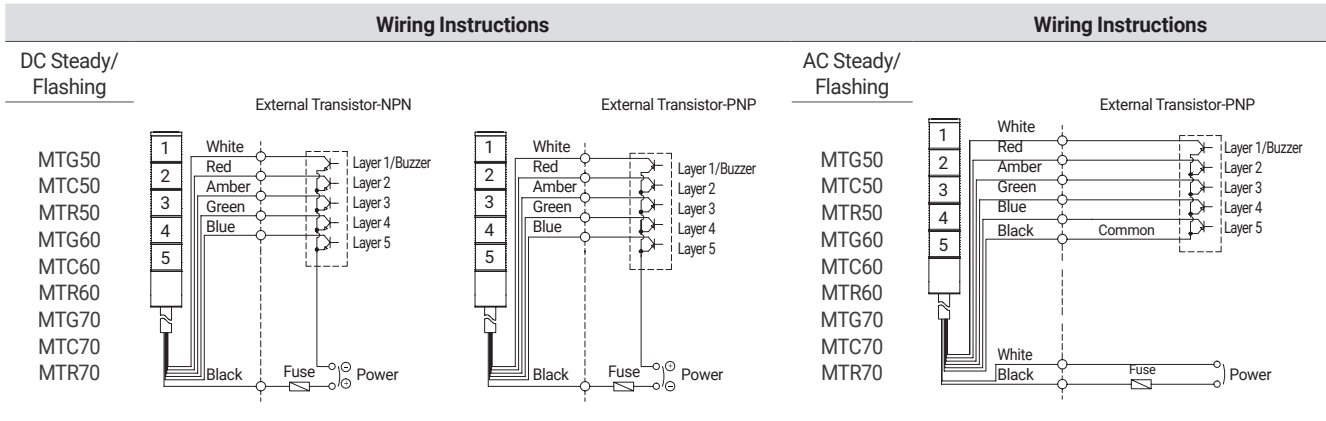 Wiring Instructions
Wiring Instructions
DC Steady/
Flashing
MTG50
MTC50
MTR50
MTG60
MTC60
MTR60
MTG70
MTC70
MTR70
External Transistor-NPN
1
2
3
4
5
White
Red
Amber
Green
Blue
Layer 1/Buzzer
Layer 2
Layer 3
Layer 4
Layer 5
Black
Fuse
⊖
⊕
Power
External Transistor-PNP
1
2
3
4
5
White
Red
Amber
Green
Blue
Layer 1/Buzzer
Layer 2
Layer 3
Layer 4
Layer 5
Black
Fuse
⊕
⊖
Power
AC Steady/
Flashing
MTG50
MTC50
MTR50
MTG60
MTC60
MTR60
MTG70
MTC70
MTR70
External Transistor-PNP
1
2
3
4
5
White
Red
Amber
Green
Blue
Black
Common
Layer 1/Buzzer
Layer 2
Layer 3
Layer 4
Layer 5
White
Black
Fuse
Power